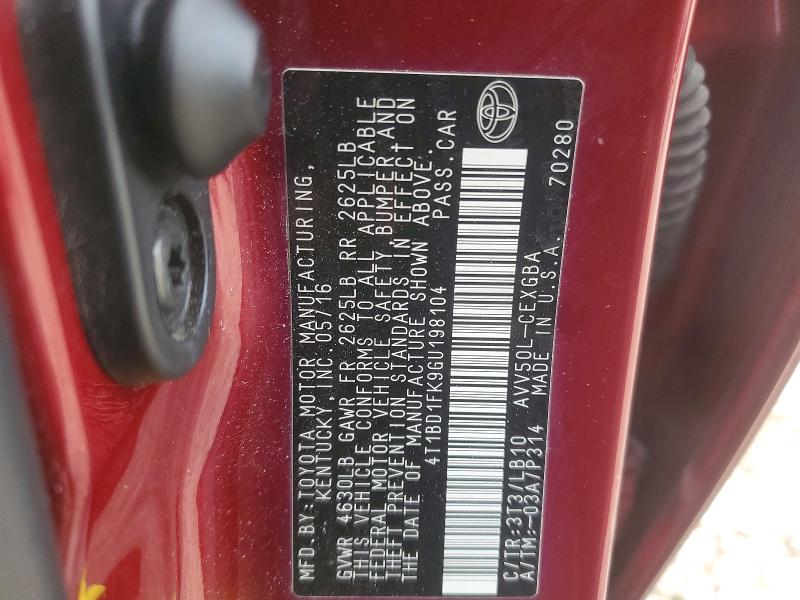 MFD.BY:TOYOTA MOTOR MANUFACTURING,
KENTUCKY, INC. 05/16
GVWR 4630LB GAWR FR 2625LB RR 2625LB
THIS VEHICLE CONFORMS TO ALL APPLICABLE
FEDERAL MOTOR VEHICLE SAFETY, BUMPER AND
THEFT PREVENTION STANDARDS IN EFFECT ON
THE DATE OF MANUFACTURE SHOWN ABOVE.
4T1BD1FK9GU198104 PASS.CAR
C/TR:3T3/LB10 AVV50L-CEXGBA
A/TM:-03A/P314 MADE IN U.S.A. 70280